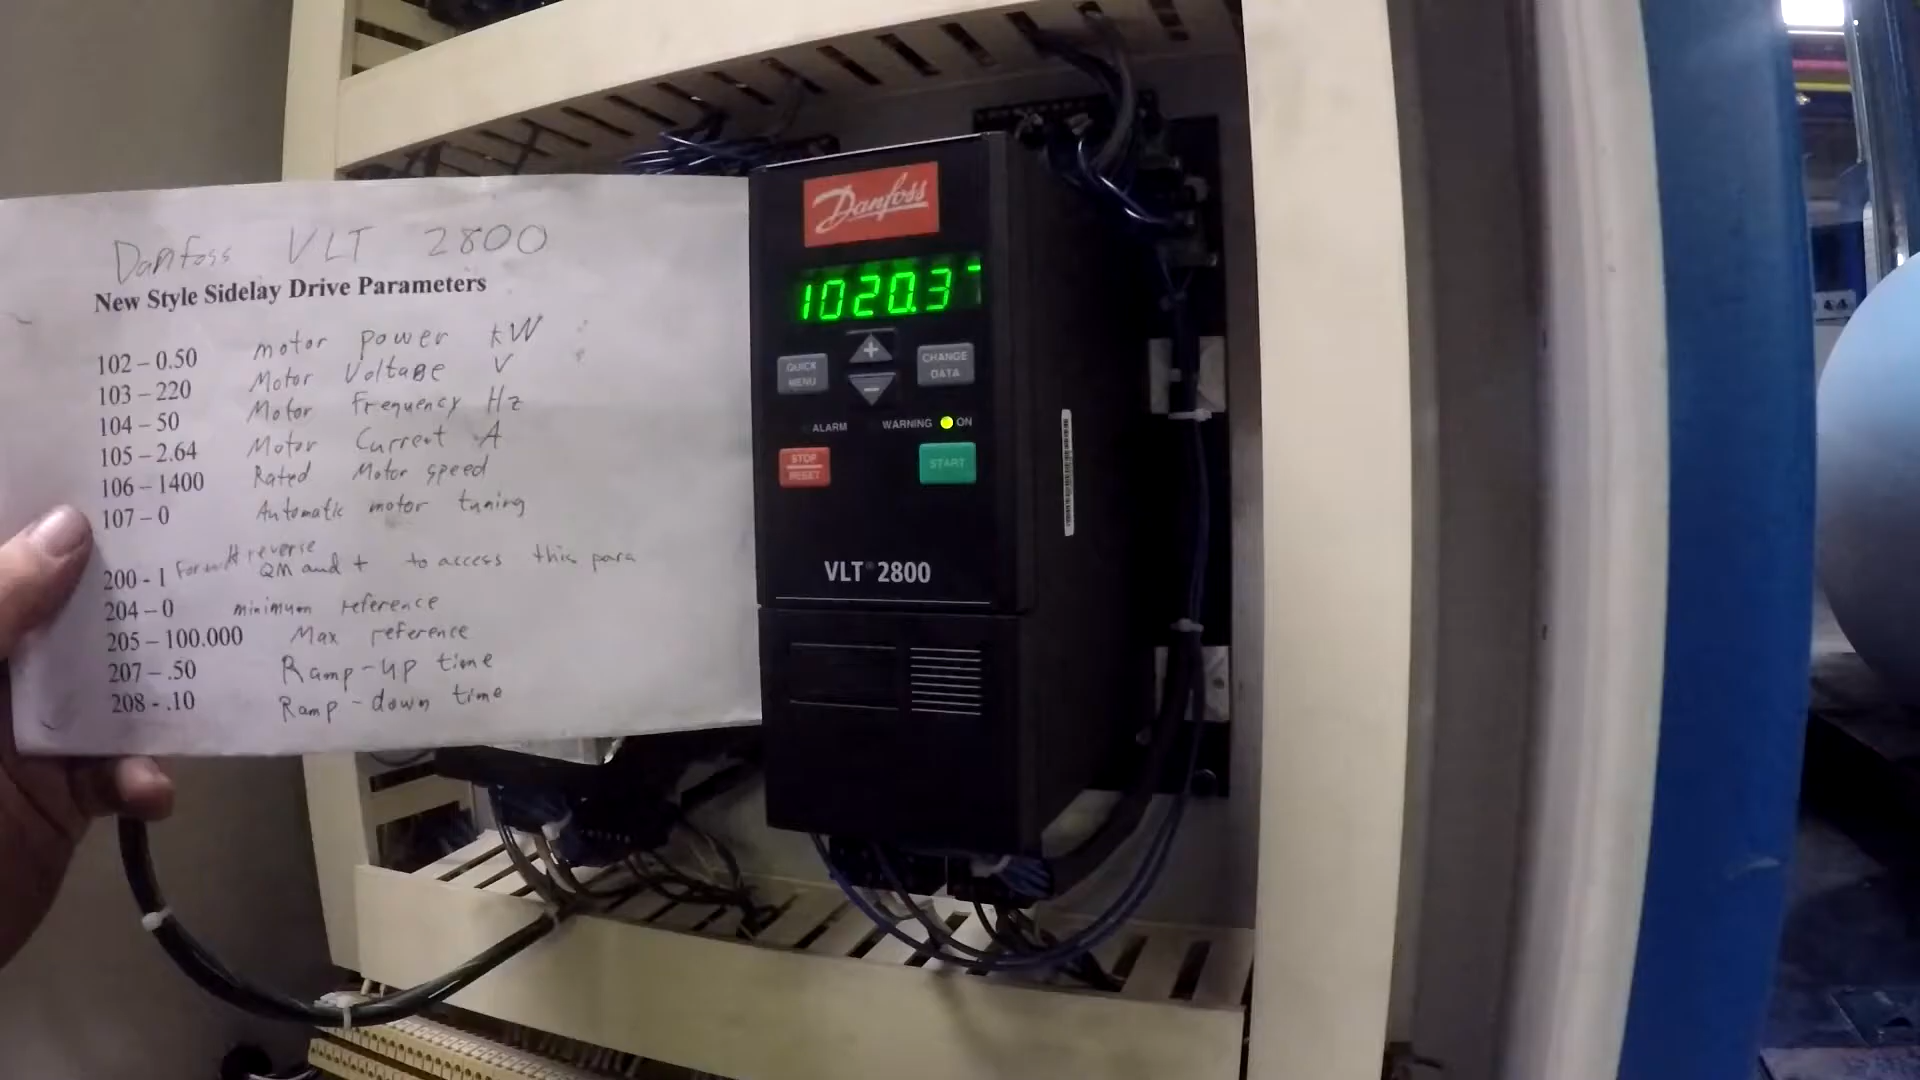 Danfoss VLT 2800
New Style Sidelay Drive Parameters
102 – 0.50 motor power kW
103 – 220 Motor Voltage V
104 – 50 Motor Frequency Hz
105 – 2.64 Motor Current A
106 – 1400 Rated Motor speed
107 – 0 Automatic motor tuning
reverse
200 - 1 QM and + to access this para
204 – 0 minimum reference
205 – 100.000 Max reference
207 – .50 Ramp-up time
208 - .10 Ramp-down time
Danfoss
1020.3
QUICK MENU
+
-
CHANGE DATA
ALARM WARNING ON
STOP RESET
START
VLT® 2800